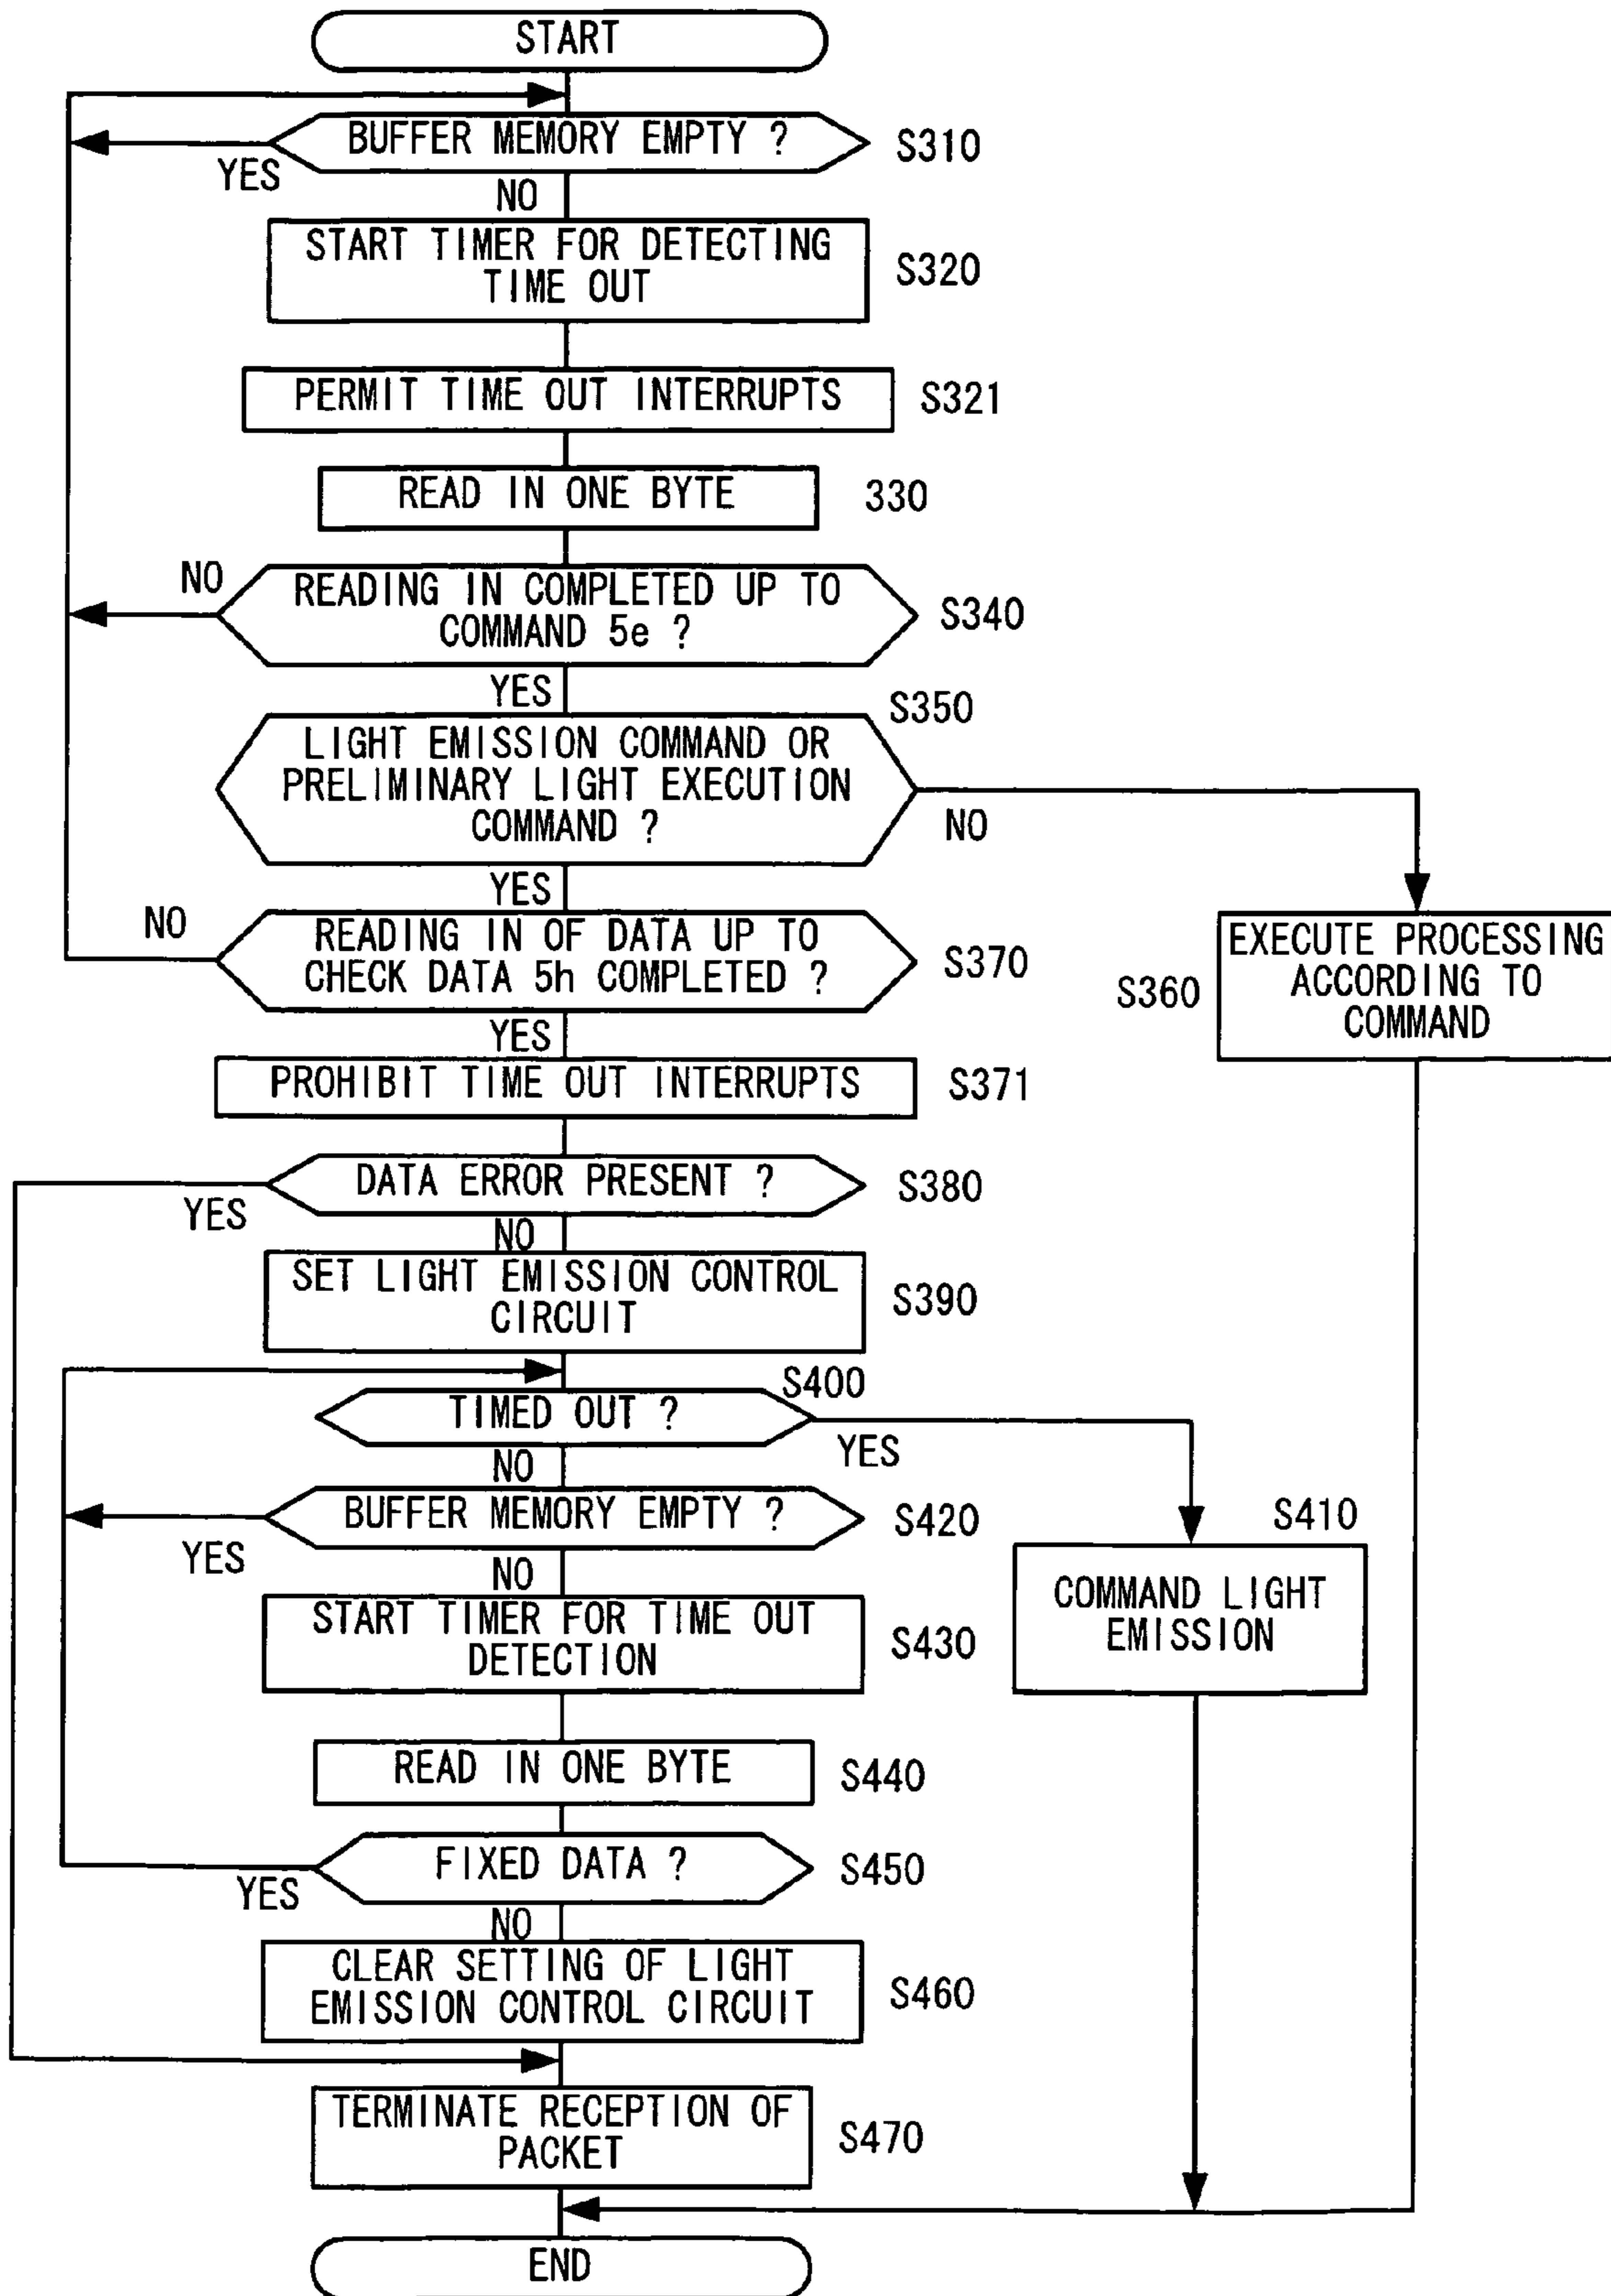 START
BUFFER MEMORY EMPTY ?
S310
YES
NO
START TIMER FOR DETECTING
TIME OUT
S320
PERMIT TIME OUT INTERRUPTS
S321
READ IN ONE BYTE
330
NO
READING IN COMPLETED UP TO
COMMAND 5e ?
S340
YES
S350
LIGHT EMISSION COMMAND OR
PRELIMINARY LIGHT EXECUTION
COMMAND ?
NO
YES
NO
READING IN OF DATA UP TO
CHECK DATA 5h COMPLETED ?
S370
S360
EXECUTE PROCESSING
ACCORDING TO
COMMAND
YES
PROHIBIT TIME OUT INTERRUPTS
S371
DATA ERROR PRESENT ?
S380
YES
NO
SET LIGHT EMISSION CONTROL
CIRCUIT
S390
S400
TIMED OUT ?
YES
NO
BUFFER MEMORY EMPTY ?
S420
YES
NO
S410
COMMAND LIGHT
EMISSION
START TIMER FOR TIME OUT
DETECTION
S430
READ IN ONE BYTE
S440
FIXED DATA ?
S450
YES
NO
CLEAR SETTING OF LIGHT
EMISSION CONTROL CIRCUIT
S460
TERMINATE RECEPTION OF
PACKET
S470
END